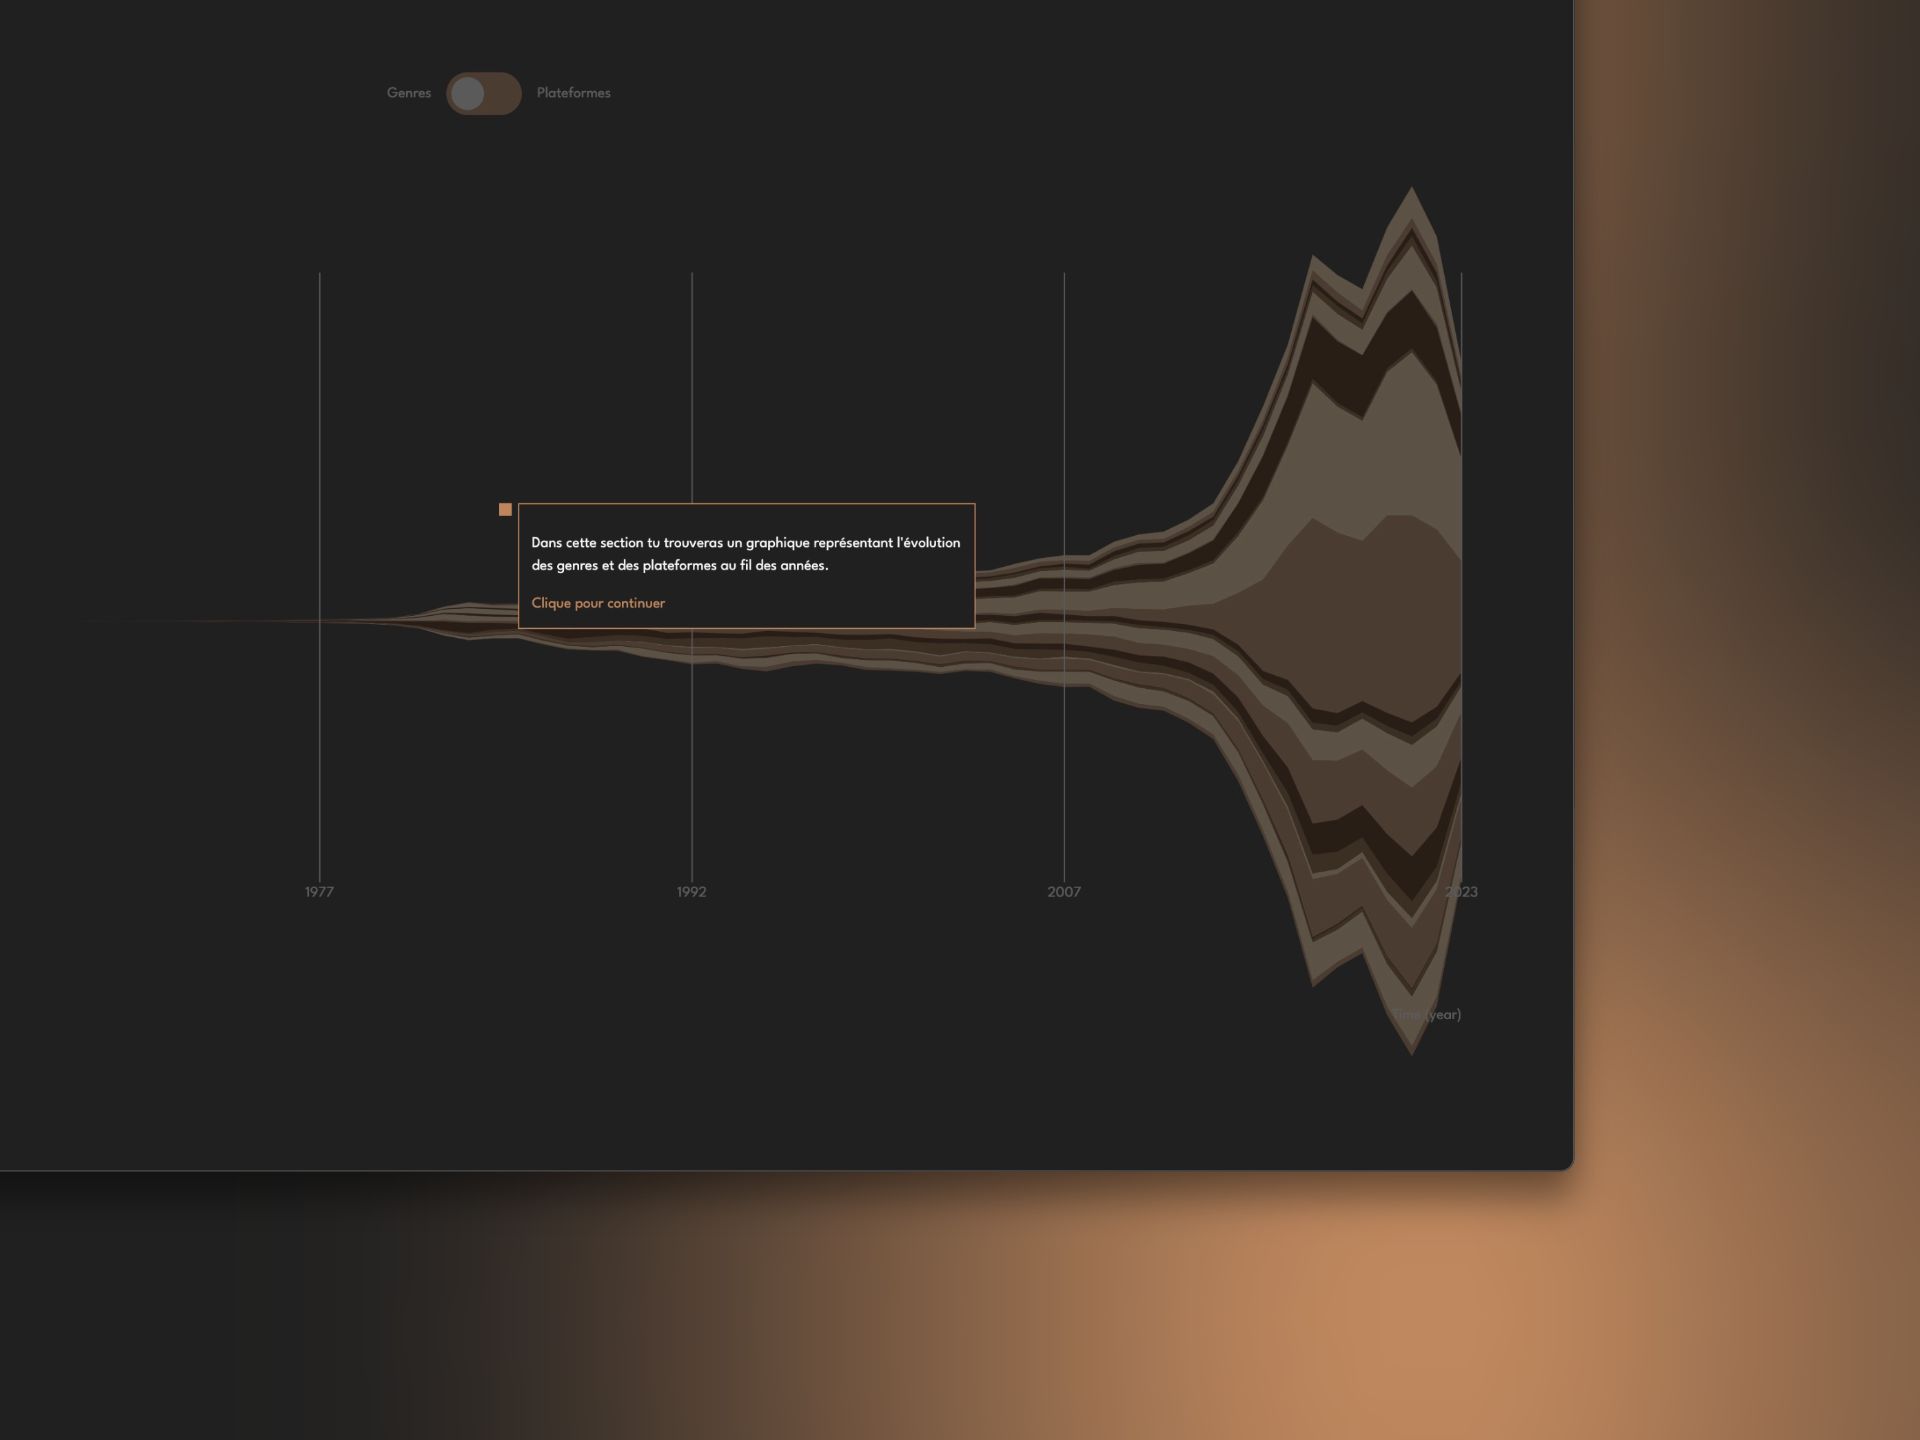 Genres Plateformes
Dans cette section tu trouveras un graphique représentant l'évolution
des genres et des plateformes au fil des années.
Clique pour continuer
1977 1992 2007 2023
Time (year)